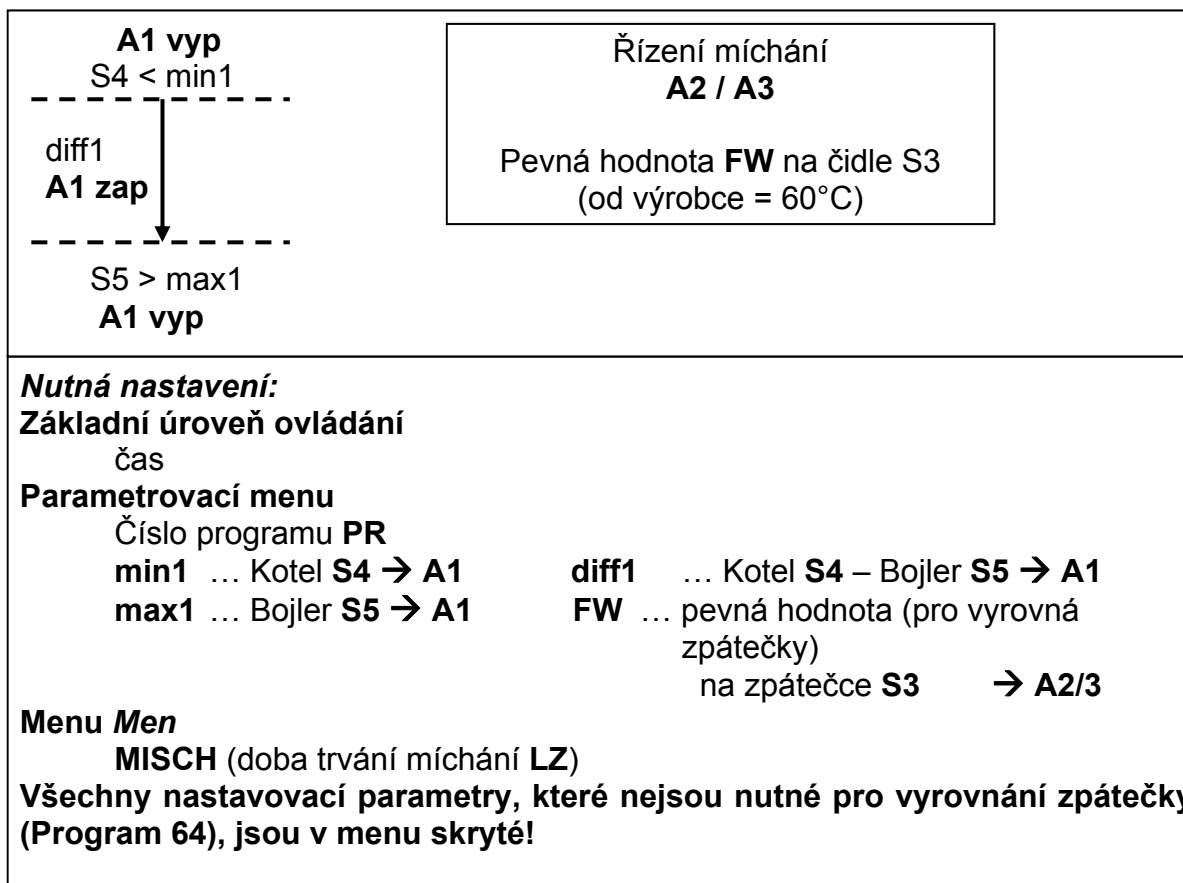 A1 vyp
S4 < min1
diff1
A1 zap
S5 > max1
A1 vyp
Řízení míchání
A2 / A3
Pevná hodnota FW na čidle S3
(od výrobce = 60°C)
Nutná nastavení:
Základní úroveň ovládání
čas
Parametrovací menu
Číslo programu PR
min1 … Kotel S4 → A1 diff1 … Kotel S4 – Bojler S5 → A1
max1 … Bojler S5 → A1 FW … pevná hodnota (pro vyrovná
zpátečky)
na zpátečce S3 → A2/3
Menu Men
MISCH (doba trvání míchání LZ)
Všechny nastavovací parametry, které nejsou nutné pro vyrovnání zpátečky
(Program 64), jsou v menu skryté!